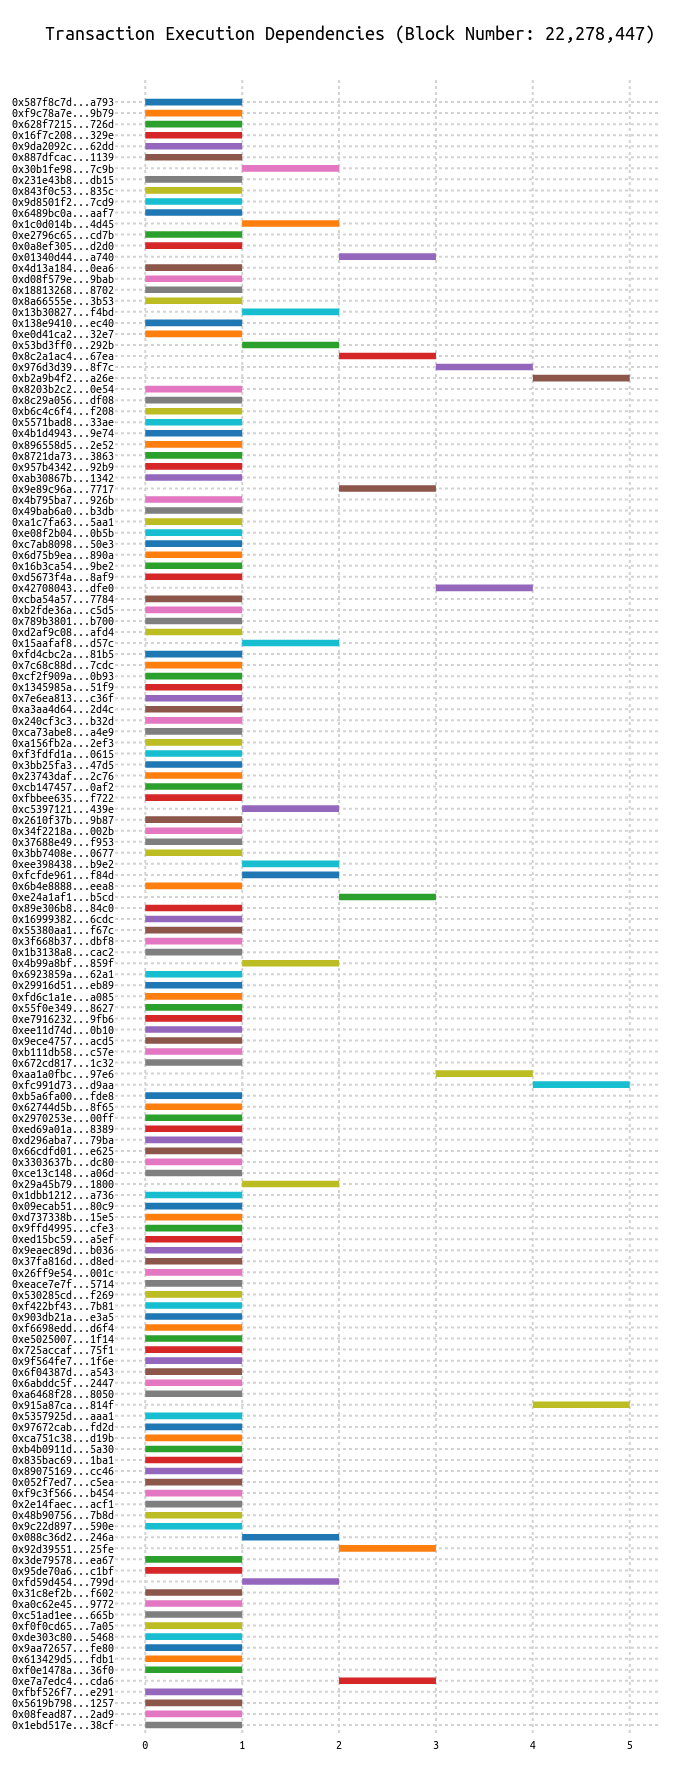 Transaction Execution Dependencies (Block Number: 22,278,447)
0x587f8c7d...a793
0xf9c78a7e...9b79
0x628f7215...726d
0x16f7c208...329e
0x9da2092c...62dd
0x887dfcac...1139
0x30b1fe98...7c9b
0x231e43b8...db15
0x843f0c53...835c
0x9d8501f2...7cd9
0x6489bc0a...aaf7
0x1c0d014b...4d45
0xe2796c65...cd7b
0x0a8ef305...d2d0
0x01340d44...a740
0x4d13a184...0ea6
0xd08f579e...9bab
0x18813268...8702
0x8a66555e...3b53
0x13b30827...f4bd
0x138e9410...ec40
0xe0d41ca2...32e7
0x53bd3ff0...292b
0x8c2a1ac4...67ea
0x976d3d39...8f7c
0xb2a9b4f2...a26e
0x8203b2c2...0e54
0x8c29a056...df08
0xb6c4c6f4...f208
0x5571bad8...33ae
0x4b1d4943...9e74
0x896558d5...2e52
0x8721da73...3863
0x957b4342...92b9
0xab30867b...1342
0x9e89c96a...7717
0x4b795ba7...926b
0x49bab6a0...b3db
0xa1c7fa63...5aa1
0xe08f2b04...0b5b
0xc7ab8098...50e3
0x6d75b9ea...890a
0x16b3ca54...9be2
0xd5673f4a...8af9
0x42708043...dfe0
0xcba54a57...7784
0xb2fde36a...c5d5
0x789b3801...b700
0xd2af9c08...afd4
0x15aafaf8...d57c
0xfd4cbc2a...81b5
0x7c68c88d...7cdc
0xcf2f909a...0b93
0x1345985a...51f9
0x7e6ea813...c36f
0xa3aa4d64...2d4c
0x240cf3c3...b32d
0xca73abe8...a4e9
0xa156fb2a...2ef3
0xf3fdfd1a...0615
0x3bb25fa3...47d5
0x23743daf...2c76
0xcb147457...0af2
0xfbbee635...f722
0xc5397121...439e
0x2610f37b...9b87
0x34f2218a...002b
0x37688e49...f953
0x3bb7408e...0677
0xee398438...b9e2
0xfcfde961...f84d
0x6b4e8888...eea8
0xe24a1af1...b5cd
0x89e306b8...84c0
0x16999382...6cdc
0x55380aa1...f67c
0x3f668b37...dbf8
0x1b3138a8...cac2
0x4b99a8bf...859f
0x6923859a...62a1
0x29916d51...eb89
0xfd6c1a1e...a085
0x55f0e349...8627
0xe7916232...9fb6
0xee11d74d...0b10
0x9ece4757...acd5
0xb111db58...c57e
0x672cd817...1c32
0xaa1a0fbc...97e6
0xfc991d73...d9aa
0xb5a6fa00...fde8
0x62744d5b...8f65
0x2970253e...00ff
0xed69a01a...8389
0xd296aba7...79ba
0x66cdfd01...e625
0x3303637b...dc80
0xce13c148...a06d
0x29a45b79...1800
0x1dbb1212...a736
0x09ecab51...80c9
0xd737338b...15e5
0x9ffd4995...cfe3
0xed15bc59...a5ef
0x9eaec89d...b036
0x37fa816d...d8ed
0x26ff9e54...001c
0xeace7e7f...5714
0x530285cd...f269
0xf422bf43...7b81
0x903db21a...e3a5
0xf6698edd...d6f4
0xe5025007...1f14
0x725accaf...75f1
0x9f564fe7...1f6e
0x6f04387d...a543
0x6abddc5f...2447
0xa6468f28...8050
0x915a87ca...814f
0x5357925d...aaa1
0x97672cab...fd2d
0xca751c38...d19b
0xb4b0911d...5a30
0x835bac69...1ba1
0x89075169...cc46
0x052f7ed7...c5ea
0xf9c3f566...b454
0x2e14faec...acf1
0x48b90756...7b8d
0x9c22d897...590e
0x088c36d2...246a
0x92d39551...25fe
0x3de79578...ea67
0x95de70a6...c1bf
0xfd59d454...799d
0x31c8ef2b...f602
0xa0c62e45...9772
0xc51ad1ee...665b
0xf0f0cd65...7a05
0xde303c80...5468
0x9aa72657...fe80
0x613429d5...fdb1
0xf0e1478a...36f0
0xe7a7edc4...cda6
0xfbf526f7...e291
0x5619b798...1257
0x08fead87...2ad9
0x1ebd517e...38cf
0 1 2 3 4 5